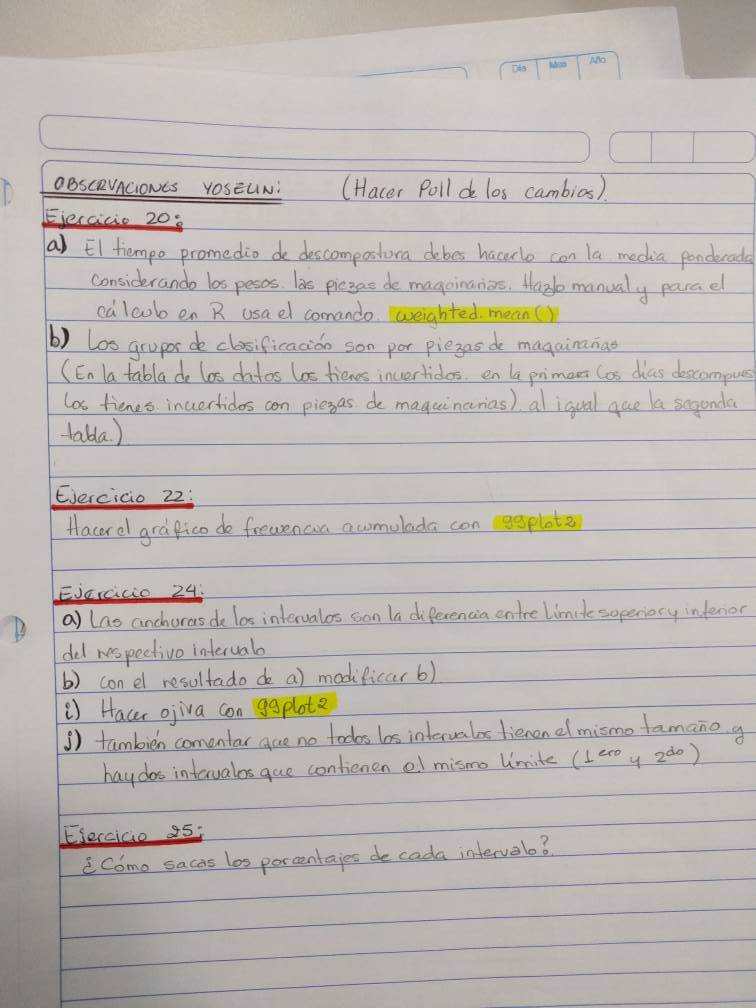 Día Mes Año
OBSERVACIONES YOSELIN: (Hacer Pull de los cambios).
Ejercicio 20:
a) El tiempo promedio de descompostura debes hacerlo con la media ponderada
considerando los pesos las piezas de maquinarias. Hazlo manual y para el
cálculo en R usa el comando weighted.mean()
b) Los grupos de clasificación son por piezas de maquinarias
(En la tabla de los datos los tienes invertidos. en la primera los días descompues
los tienes invertidos con piezas de maquinarias). al igual que la segunda
tabla.)
Ejercicio 22:
Hacer el gráfico de frecuencia acumulada con ggplot2
Ejercicio 24:
a) Las anchuras de los intervalos son la diferencia entre Límite superior y inferior
del respectivo intervalo
b) con el resultado de a) modificar b)
i) Hacer ojiva con ggplot2
j) también comentar que no todos los intervalos tienen el mismo tamaño y
hay dos intervalos que contienen el mismo límite (1ero y 2do)
Ejercicio 25:
¿Cómo sacas los porcentajes de cada intervalo?